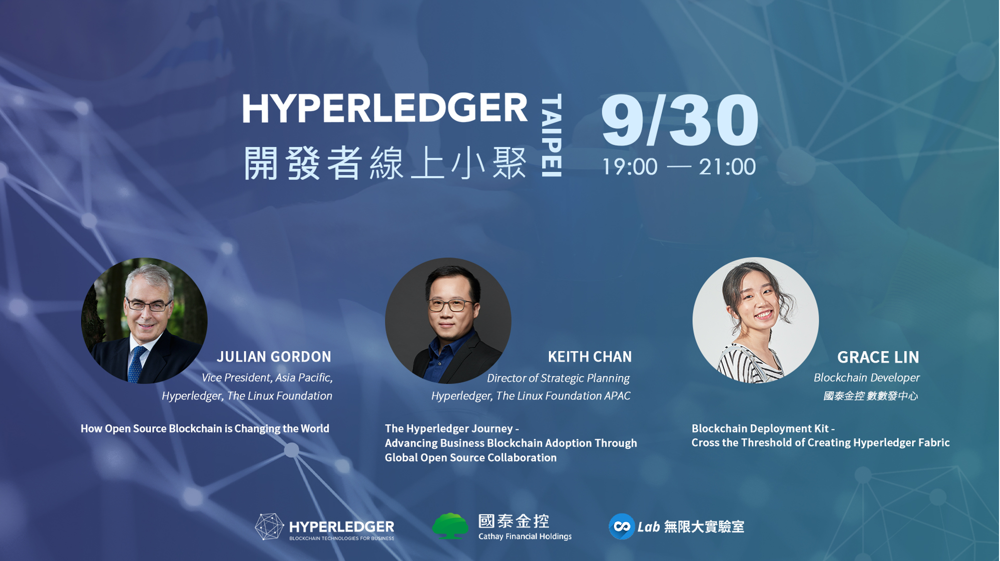 HYPERLEDGER
開發者線上小聚
TAIPEI
9/30
19:00 — 21:00
JULIAN GORDON
Vice President, Asia Pacific,
Hyperledger, The Linux Foundation
How Open Source Blockchain is Changing the World
KEITH CHAN
Director of Strategic Planning
Hyperledger, The Linux Foundation APAC
The Hyperledger Journey -
Advancing Business Blockchain Adoption Through
Global Open Source Collaboration
GRACE LIN
Blockchain Developer
國泰金控 數數發中心
Blockchain Deployment Kit -
Cross the Threshold of Creating Hyperledger Fabric
HYPERLEDGER
BLOCKCHAIN TECHNOLOGIES FOR BUSINESS
國泰金控
Cathay Financial Holdings
Lab 無限大實驗室